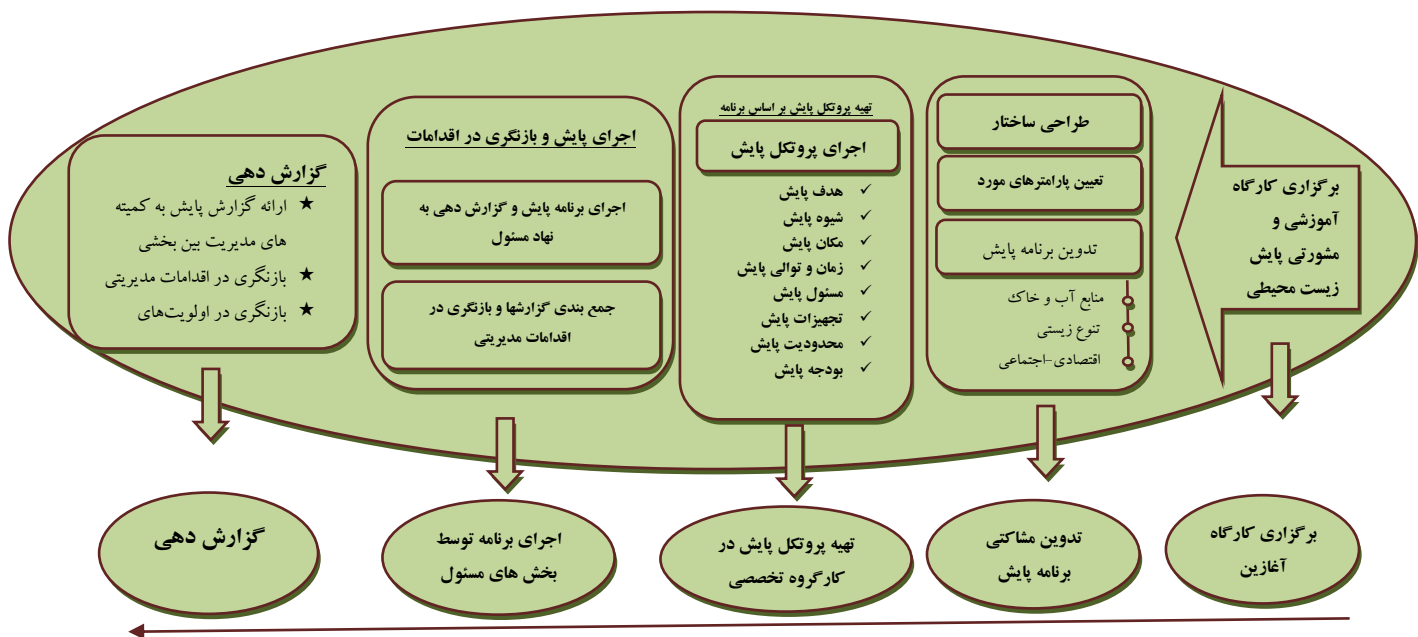 برگزاری کارگاه
آموزشی و
مشورتی پایش
زیست محیطی
طراحی ساختار
تعیین پارامترهای مورد
تدوین برنامه پایش
منابع آب و خاک
تنوع زیستی
اقتصادی-اجتماعی
تهیه پروتکل پایش بر اساس برنامه
اجرای پروتکل پایش
✓ هدف پایش
✓ شیوه پایش
✓ مکان پایش
✓ زمان و توالی پایش
✓ مسئول پایش
✓ تجهیزات پایش
✓ محدودیت پایش
✓ بودجه پایش
اجرای پایش و بازنگری در اقدامات
اجرای برنامه پایش و گزارش دهی به
نهاد مسئول
جمع بندی گزارشها و بازنگری در
اقدامات مدیریتی
گزارش دهی
★ ارائه گزارش پایش به کمیته
های مدیریت بین بخشی
★ بازنگری در اقدامات مدیریتی
★ بازنگری در اولویت‌های
برگزاری کارگاه
آغازین
تدوین مشاکتی
برنامه پایش
تهیه پروتکل پایش در
کارگروه تخصصی
اجرای برنامه توسط
بخش های مسئول
گزارش دهی